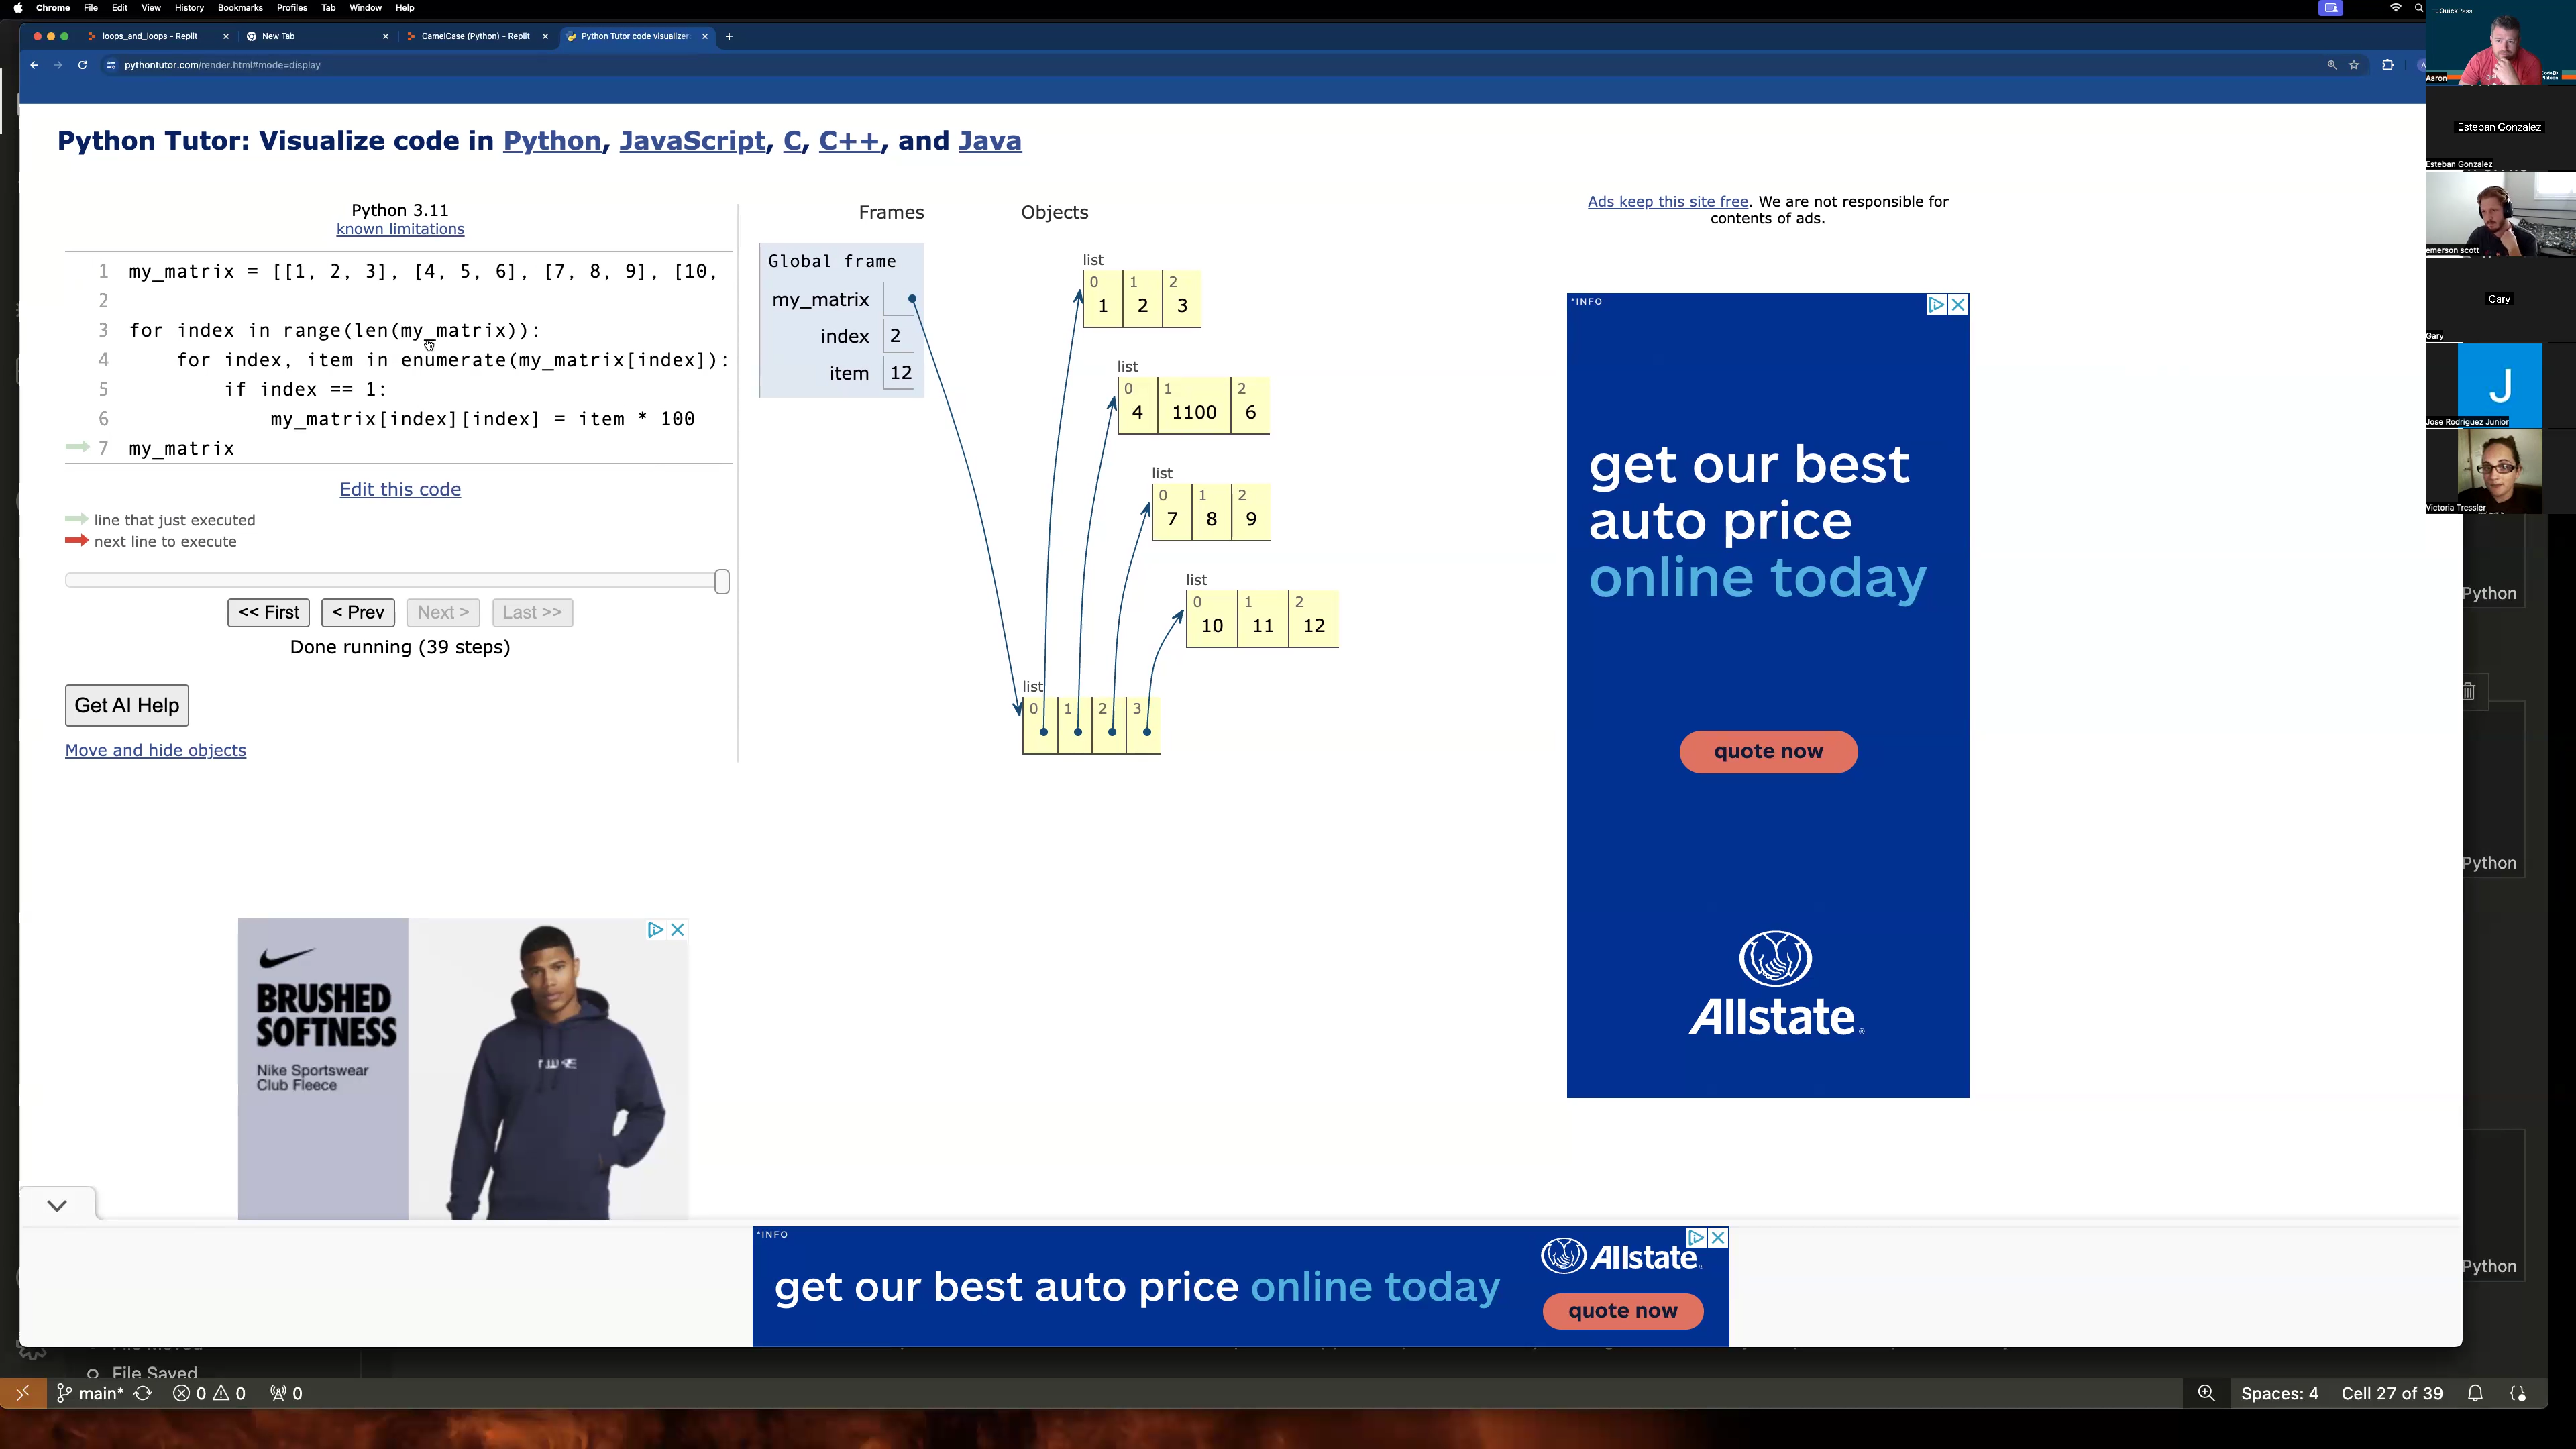 Chrome File Edit View History Bookmarks Profiles Tab Window Help
loops_and_loops - Replit
New Tab
CamelCase (Python) - Replit
Python Tutor code visualizer:
pythontutor.com/render.html#mode=display
Python Tutor: Visualize code in Python, JavaScript, C, C++, and Java
Python 3.11
known limitations
1 my_matrix = [[1, 2, 3], [4, 5, 6], [7, 8, 9], [10,
2
3 for index in range(len(my_matrix)):
4 for index, item in enumerate(my_matrix[index]):
5 if index == 1:
6 my_matrix[index][index] = item * 100
7 my_matrix
Edit this code
line that just executed
next line to execute
<< First
< Prev
Next >
Last >>
Done running (39 steps)
Get AI Help
Move and hide objects
Frames
Objects
Global frame
my_matrix
index 2
item 12
list
0 1 2
1 2 3
list
0 1 2
4 1100 6
list
0 1 2
7 8 9
list
0 1 2
10 11 12
list
0 1 2 3
Ads keep this site free. We are not responsible for
contents of ads.
*INFO
get our best
auto price
online today
quote now
Allstate
BRUSHED
SOFTNESS
Nike Sportswear
Club Fleece
*INFO
get our best auto price online today
Allstate
quote now
QuickPass
Aaron
Esteban Gonzalez
Esteban Gonzalez
emerson scott
Gary
Gary
J
Jose Rodriguez Junior
Victoria Tressler
Python
Python
Python
File Moved
File Saved
main*
0
0
0
Spaces: 4
Cell 27 of 39